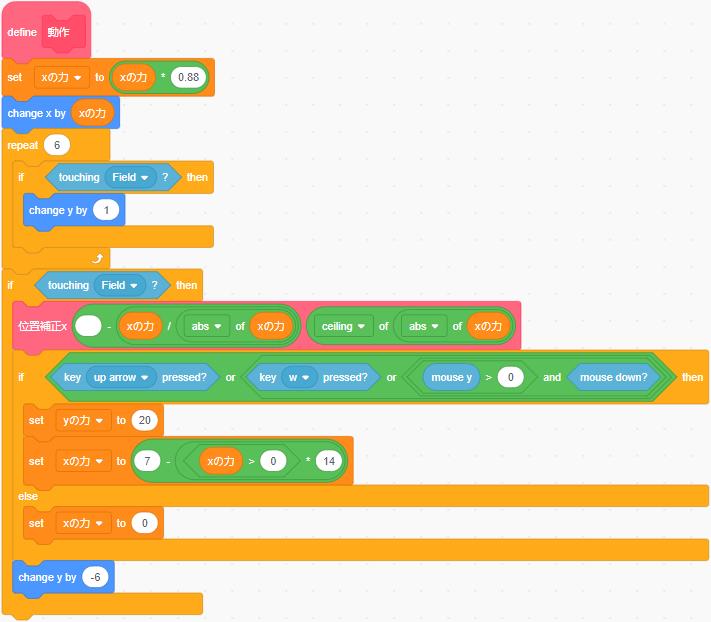 define 動作
set xの力 to xの力 * 0.88
change x by xの力
repeat 6
if touching Field ? then
change y by 1
if touching Field ? then
位置補正x - xの力 / abs of xの力 ceiling of abs of xの力
if key up arrow pressed? or key w pressed? or mouse y > 0 and mouse down? then
set yの力 to 20
set xの力 to 7 - xの力 > 0 * 14
else
set xの力 to 0
change y by -6